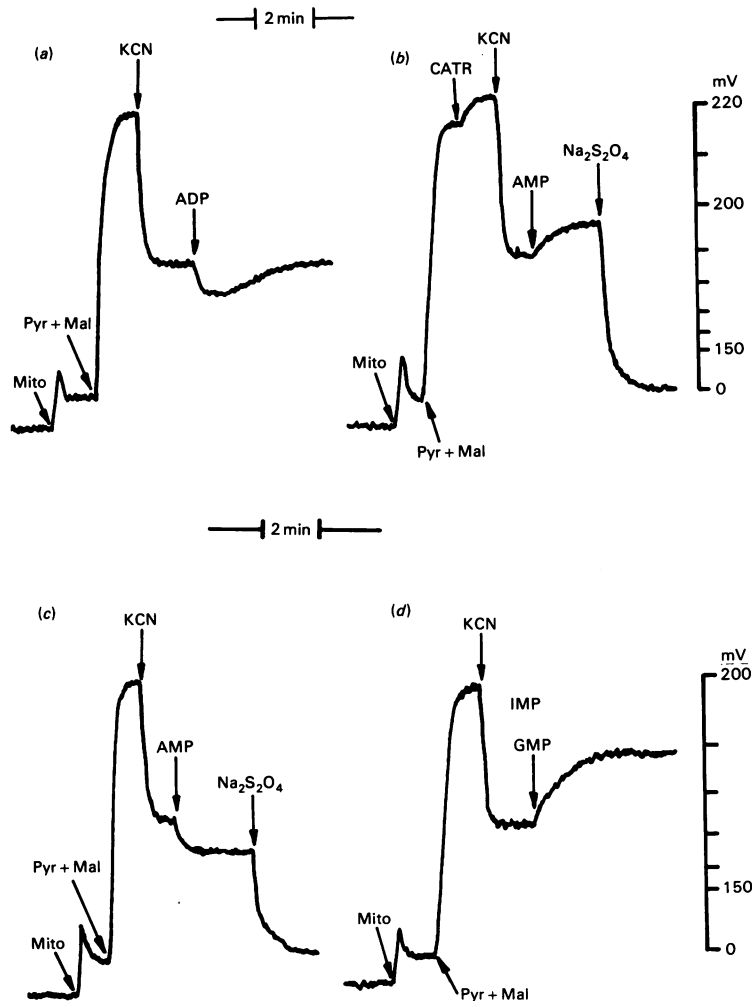 2 min
(a)
KCN
ADP
Pyr + Mal
Mito
(b)
CATR
KCN
AMP
Na₂S₂O₄
Mito
Pyr + Mal
mV
220
200
150
0
2 min
(c)
KCN
AMP
Na₂S₂O₄
Pyr + Mal
Mito
(d)
KCN
IMP
GMP
Mito
Pyr + Mal
mV
200
150
0